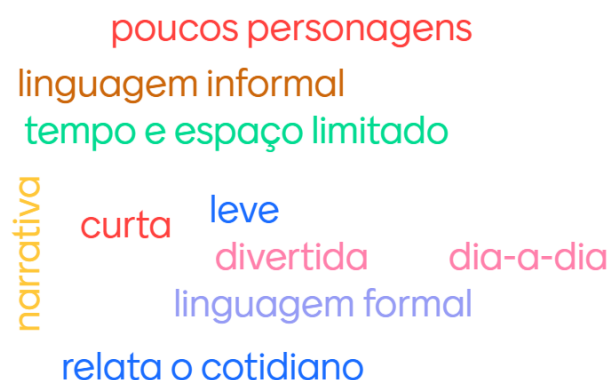 poucos personagens
linguagem informal
tempo e espaço limitado
narrativa
curta
leve
divertida
dia-a-dia
linguagem formal
relata o cotidiano